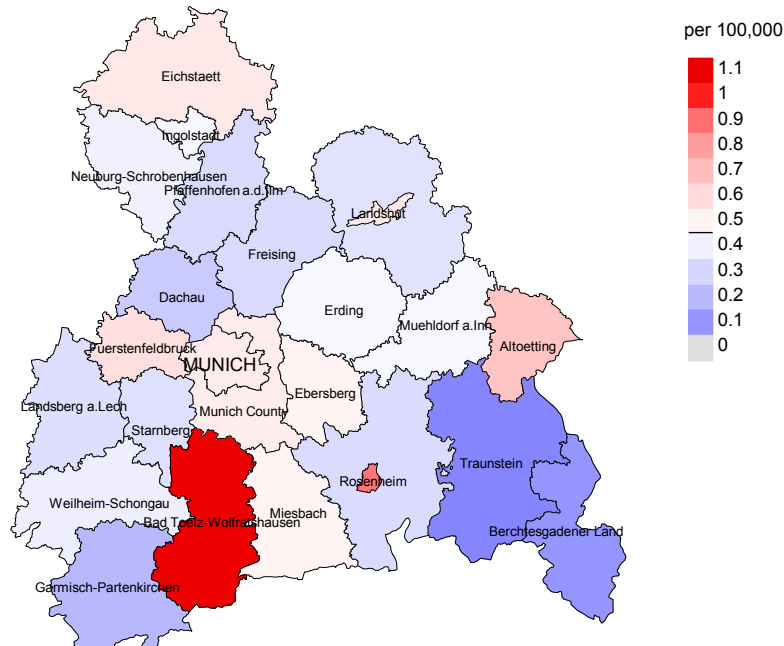 per 100,000
1.1
1
0.9
0.8
0.7
0.6
0.5
0.4
0.3
0.2
0.1
0
Eichstaett
Ingolstadt
Neuburg-Schrobenhausen
Pfaffenhofen a.d.Ilm
Landshut
Freising
Dachau
Erding
Muehldorf a.Inn
Altoetting
Fuerstenfeldbruck
MUNICH
Ebersberg
Landsberg a.Lech
Munich County
Starnberg
Traunstein
Rosenheim
Weilheim-Schongau
Miesbach
Bad Toelz-Wolfratshausen
Berchtesgadener Land
Garmisch-Partenkirchen